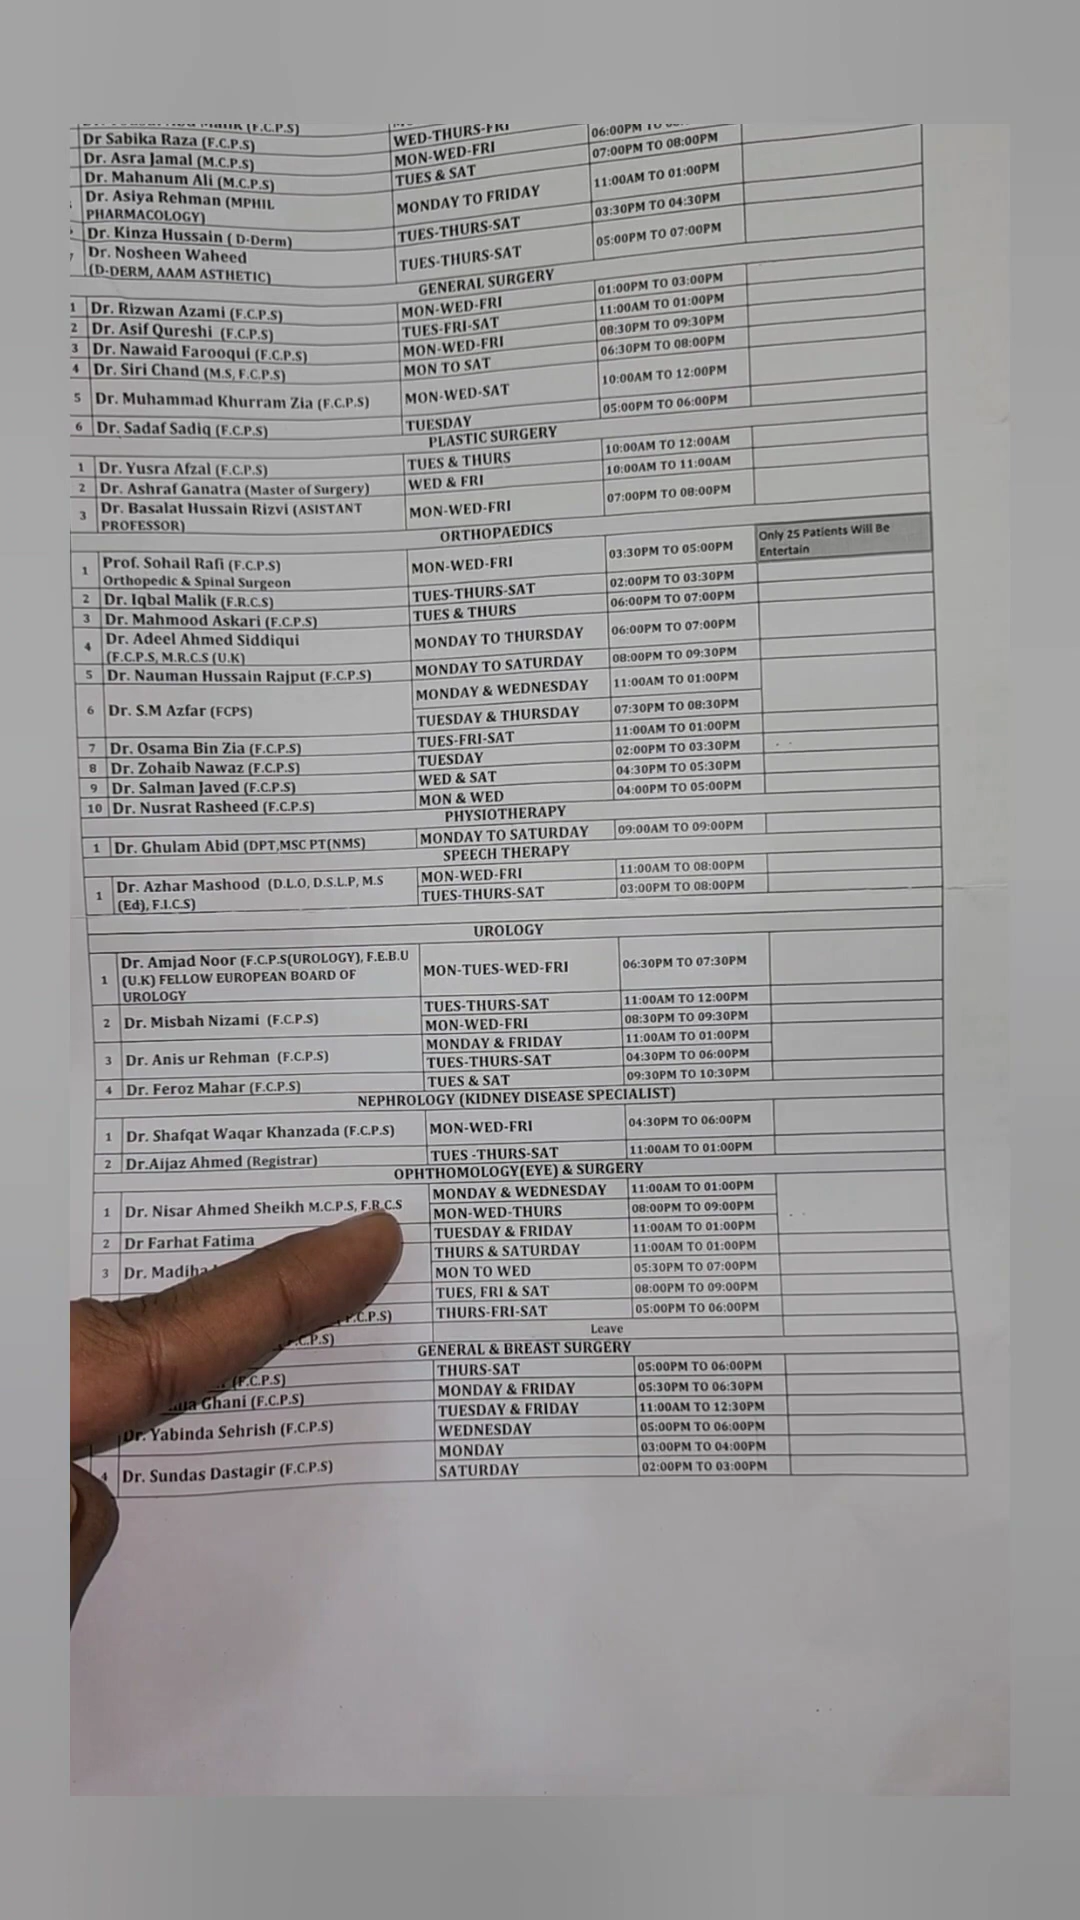 (F.C.P.S)
Dr Sabika Raza (F.C.P.S) WED-THURS-FRI 06:00PM TO
Dr. Asra Jamal (M.C.P.S) MON-WED-FRI 07:00PM TO 08:00PM
Dr. Mahanum Ali (M.C.P.S) TUES & SAT
Dr. Asiya Rehman (MPHIL MONDAY TO FRIDAY 11:00AM TO 01:00PM
PHARMACOLOGY)
Dr. Kinza Hussain ( D-Derm) TUES-THURS-SAT 03:30PM TO 04:30PM
7 Dr. Nosheen Waheed TUES-THURS-SAT 05:00PM TO 07:00PM
(D-DERM, AAAM ASTHETIC)
GENERAL SURGERY
1 Dr. Rizwan Azami (F.C.P.S) MON-WED-FRI 01:00PM TO 03:00PM
2 Dr. Asif Qureshi (F.C.P.S) TUES-FRI-SAT 11:00AM TO 01:00PM
3 Dr. Nawaid Farooqui (F.C.P.S) MON-WED-FRI 08:30PM TO 09:30PM
4 Dr. Siri Chand (M.S, F.C.P.S) MON TO SAT 06:30PM TO 08:00PM
5 Dr. Muhammad Khurram Zia (F.C.P.S) MON-WED-SAT 10:00AM TO 12:00PM
6 Dr. Sadaf Sadiq (F.C.P.S) TUESDAY 05:00PM TO 06:00PM
PLASTIC SURGERY
1 Dr. Yusra Afzal (F.C.P.S) TUES & THURS 10:00AM TO 12:00AM
2 Dr. Ashraf Ganatra (Master of Surgery) WED & FRI 10:00AM TO 11:00AM
3 Dr. Basalat Hussain Rizvi (ASISTANT MON-WED-FRI 07:00PM TO 08:00PM
PROFESSOR)
ORTHOPAEDICS
1 Prof. Sohail Rafi (F.C.P.S) MON-WED-FRI 03:30PM TO 05:00PM Only 25 Patients Will Be
Orthopedic & Spinal Surgeon Entertain
2 Dr. Iqbal Malik (F.R.C.S) TUES-THURS-SAT 02:00PM TO 03:30PM
3 Dr. Mahmood Askari (F.C.P.S) TUES & THURS 06:00PM TO 07:00PM
4 Dr. Adeel Ahmed Siddiqui MONDAY TO THURSDAY 06:00PM TO 07:00PM
(F.C.P.S, M.R.C.S (U.K)
5 Dr. Nauman Hussain Rajput (F.C.P.S) MONDAY TO SATURDAY 08:00PM TO 09:30PM
6 Dr. S.M Azfar (FCPS) MONDAY & WEDNESDAY 11:00AM TO 01:00PM
TUESDAY & THURSDAY 07:30PM TO 08:30PM
7 Dr. Osama Bin Zia (F.C.P.S) TUES-FRI-SAT 11:00AM TO 01:00PM
8 Dr. Zohaib Nawaz (F.C.P.S) TUESDAY 02:00PM TO 03:30PM
9 Dr. Salman Javed (F.C.P.S) WED & SAT 04:30PM TO 05:30PM
10 Dr. Nusrat Rasheed (F.C.P.S) MON & WED 04:00PM TO 05:00PM
PHYSIOTHERAPY
1 Dr. Ghulam Abid (DPT,MSC PT(NMS) MONDAY TO SATURDAY 09:00AM TO 09:00PM
SPEECH THERAPY
1 Dr. Azhar Mashood (D.L.O, D.S.L.P, M.S MON-WED-FRI 11:00AM TO 08:00PM
(Ed), F.I.C.S) TUES-THURS-SAT 03:00PM TO 08:00PM
UROLOGY
1 Dr. Amjad Noor (F.C.P.S(UROLOGY), F.E.B.U MON-TUES-WED-FRI 06:30PM TO 07:30PM
(U.K) FELLOW EUROPEAN BOARD OF
UROLOGY
2 Dr. Misbah Nizami (F.C.P.S) TUES-THURS-SAT 11:00AM TO 12:00PM
MON-WED-FRI 08:30PM TO 09:30PM
3 Dr. Anis ur Rehman (F.C.P.S) MONDAY & FRIDAY 11:00AM TO 01:00PM
TUES-THURS-SAT 04:30PM TO 06:00PM
4 Dr. Feroz Mahar (F.C.P.S) TUES & SAT 09:30PM TO 10:30PM
NEPHROLOGY (KIDNEY DISEASE SPECIALIST)
1 Dr. Shafqat Waqar Khanzada (F.C.P.S) MON-WED-FRI 04:30PM TO 06:00PM
2 Dr.Aijaz Ahmed (Registrar) TUES -THURS-SAT 11:00AM TO 01:00PM
OPHTHOMOLOGY(EYE) & SURGERY
1 Dr. Nisar Ahmed Sheikh M.C.P.S, F.R.C.S MONDAY & WEDNESDAY 11:00AM TO 01:00PM
MON-WED-THURS 08:00PM TO 09:00PM
2 Dr Farhat Fatima TUESDAY & FRIDAY 11:00AM TO 01:00PM
3 Dr. Madiha THURS & SATURDAY 11:00AM TO 01:00PM
MON TO WED 05:30PM TO 07:00PM
TUES, FRI & SAT 08:00PM TO 09:00PM
F.C.P.S) THURS-FRI-SAT 05:00PM TO 06:00PM
F.C.P.S) Leave
GENERAL & BREAST SURGERY
(F.C.P.S) THURS-SAT 05:00PM TO 06:00PM
Ghani (F.C.P.S) MONDAY & FRIDAY 05:30PM TO 06:30PM
Dr. Yabinda Sehrish (F.C.P.S) TUESDAY & FRIDAY 11:00AM TO 12:30PM
WEDNESDAY 05:00PM TO 06:00PM
4 Dr. Sundas Dastagir (F.C.P.S) MONDAY 03:00PM TO 04:00PM
SATURDAY 02:00PM TO 03:00PM